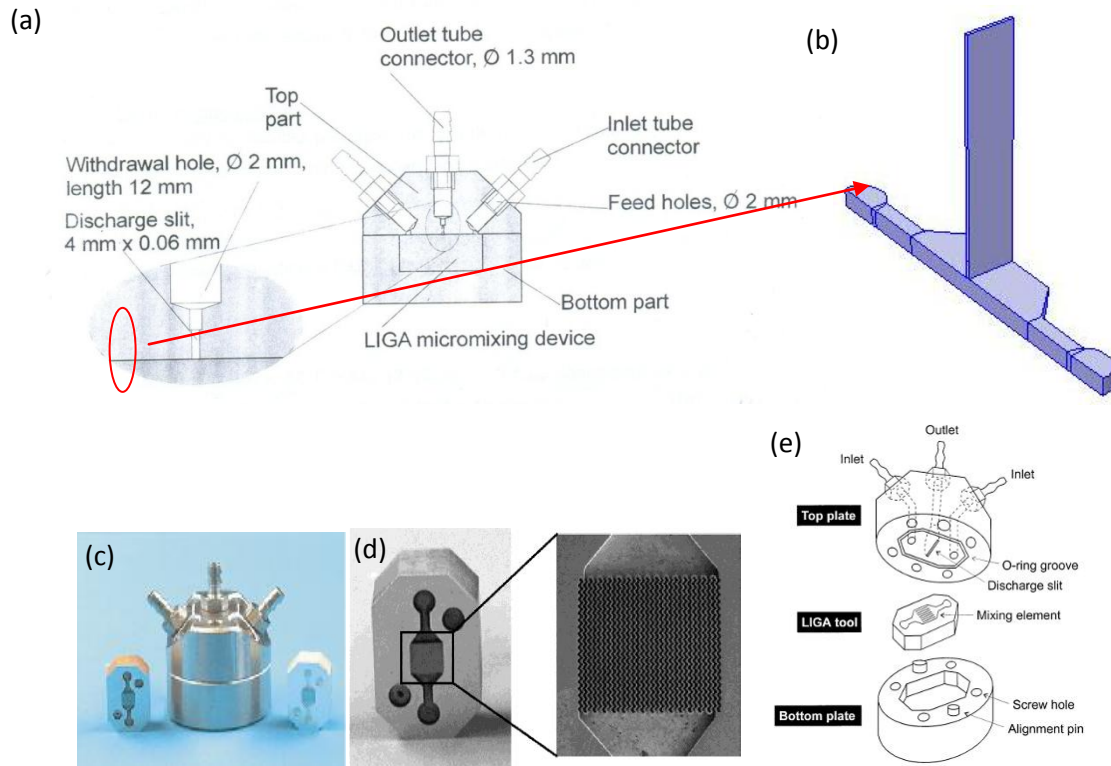 (a)
Outlet tube
connector, Ø 1.3 mm
Top
part
Inlet tube
connector
Withdrawal hole, Ø 2 mm,
length 12 mm
Feed holes, Ø 2 mm
Discharge slit,
4 mm x 0.06 mm
Bottom part
LIGA micromixing device
(b)
(c)
(d)
(e)
Outlet
Inlet
Inlet
Top plate
O-ring groove
Discharge slit
LIGA tool
Mixing element
Screw hole
Bottom plate
Alignment pin